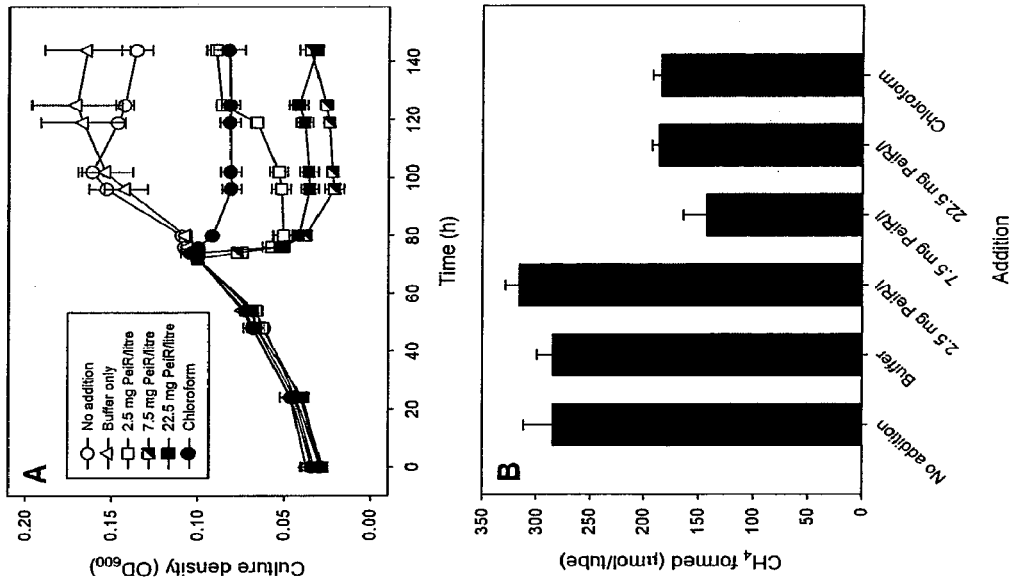 A
No addition
Buffer only
2.5 mg PeiR/litre
7.5 mg PeiR/litre
22.5 mg PeiR/litre
Chloroform
Culture density (OD600)
0.20
0.15
0.10
0.05
0.00
0
20
40
60
80
100
120
140
Time (h)
B
CH4 formed (µmol/tube)
350
300
250
200
150
100
50
0
No addition
Buffer
2.5 mg PeiR/l
7.5 mg PeiR/l
22.5 mg PeiR/l
Chloroform
Addition